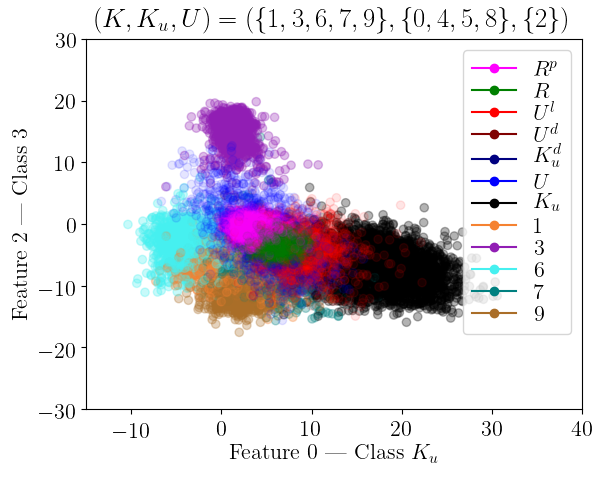 (K, K_u, U) = ({1, 3, 6, 7, 9}, {0, 4, 5, 8}, {2})
30
20
10
0
−10
−20
−30
Feature 2 — Class 3
R^p
R
U^l
U^d
K_u^d
U
K_u
1
3
6
7
9
−10
0
10
20
30
40
Feature 0 — Class K_u